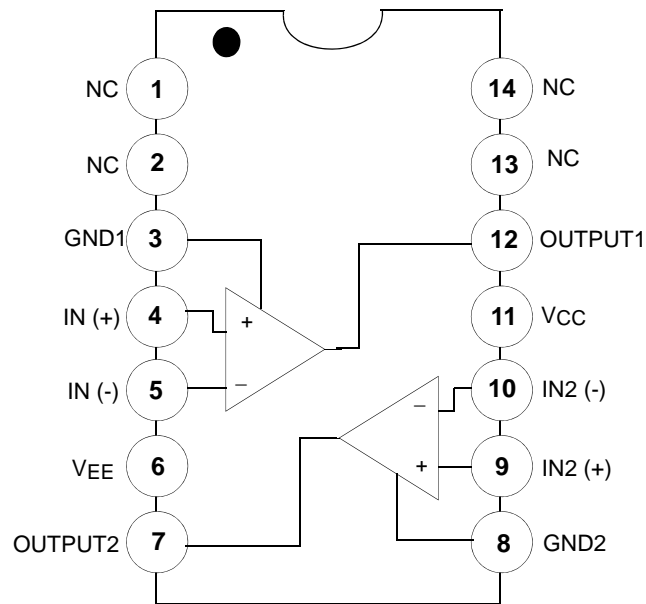 NC 1 14 NC
NC 2 13 NC
GND1 3 12 OUTPUT1
IN (+) 4 + 11 VCC
IN (-) 5 − 10 IN2 (-)
−
VEE 6 + 9 IN2 (+)
OUTPUT2 7 8 GND2